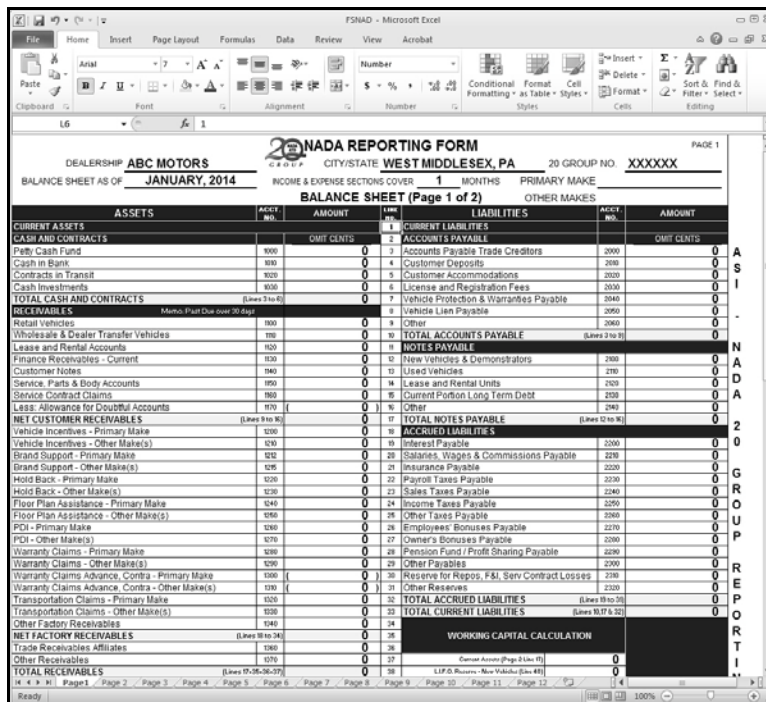 FSNAD - Microsoft Excel
File Home Insert Page Layout Formulas Data Review View Acrobat
Paste Arial 7 A A Number Conditional Formatting Format as Table Cell Styles Insert Delete Format Sort & Filter Find & Select
B I U A $ % ,
Clipboard Font Alignment Number Styles Cells Editing
L6 fx 1
20 GROUP NADA REPORTING FORM PAGE 1
DEALERSHIP ABC MOTORS CITY/STATE WEST MIDDLESEX, PA 20 GROUP NO. XXXXXX
BALANCE SHEET AS OF JANUARY, 2014 INCOME & EXPENSE SECTIONS COVER 1 MONTHS PRIMARY MAKE
BALANCE SHEET (Page 1 of 2) OTHER MAKES
ASSETS ACCT. NO. AMOUNT LINE NO. LIABILITIES ACCT. NO. AMOUNT
CURRENT ASSETS 1 CURRENT LIABILITIES
CASH AND CONTRACTS OMIT CENTS 2 ACCOUNTS PAYABLE OMIT CENTS
Petty Cash Fund 1000 0 3 Accounts Payable Trade Creditors 2000 0
Cash in Bank 1010 0 4 Customer Deposits 2010 0
Contracts in Transit 1020 0 5 Customer Accommodations 2020 0
Cash Investments 1030 0 6 License and Registration Fees 2030 0
TOTAL CASH AND CONTRACTS (Lines 3 to 6) 0 7 Vehicle Protection & Warranties Payable 2040 0
RECEIVABLES Memo: Past Due over 30 days 8 Vehicle Lien Payable 2050 0
Retail Vehicles 1100 0 9 Other 2060 0
Wholesale & Dealer Transfer Vehicles 1110 0 10 TOTAL ACCOUNTS PAYABLE (Lines 3 to 9) 0
Lease and Rental Accounts 1120 0 11 NOTES PAYABLE
Finance Receivables - Current 1130 0 12 New Vehicles & Demonstrators 2100 0
Customer Notes 1140 0 13 Used Vehicles 2110 0
Service, Parts & Body Accounts 1150 0 14 Lease and Rental Units 2120 0
Service Contract Claims 1160 0 15 Current Portion Long Term Debt 2130 0
Less: Allowance for Doubtful Accounts 1170 ( 0 ) 16 Other 2140 0
NET CUSTOMER RECEIVABLES (Lines 9 to 16) 0 17 TOTAL NOTES PAYABLE (Lines 12 to 16) 0
Vehicle Incentives - Primary Make 1200 0 18 ACCRUED LIABILITIES
Vehicle Incentives - Other Make(s) 1210 0 19 Interest Payable 2200 0
Brand Support - Primary Make 1212 0 20 Salaries, Wages & Commissions Payable 2210 0
Brand Support - Other Make(s) 1215 0 21 Insurance Payable 2220 0
Hold Back - Primary Make 1220 0 22 Payroll Taxes Payable 2230 0
Hold Back - Other Make(s) 1230 0 23 Sales Taxes Payable 2240 0
Floor Plan Assistance - Primary Make 1240 0 24 Income Taxes Payable 2250 0
Floor Plan Assistance - Other Make(s) 1250 0 25 Other Taxes Payable 2260 0
PDI - Primary Make 1260 0 26 Employees' Bonuses Payable 2270 0
PDI - Other Make(s) 1270 0 27 Owner's Bonuses Payable 2280 0
Warranty Claims - Primary Make 1280 0 28 Pension Fund / Profit Sharing Payable 2290 0
Warranty Claims - Other Make(s) 1290 0 29 Other Payables 2300 0
Warranty Claims Advance, Contra - Primary Make 1300 ( 0 ) 30 Reserve for Repos, F&I, Serv Contract Losses 2310 0
Warranty Claims Advance, Contra - Other Make(s) 1310 ( 0 ) 31 Other Reserves 2320 0
Transportation Claims - Primary Make 1320 0 32 TOTAL ACCRUED LIABILITIES (Lines 19 to 31) 0
Transportation Claims - Other Make(s) 1330 0 33 TOTAL CURRENT LIABILITIES (Lines 10,17 & 32) 0
Other Factory Receivables 1340 0 34
NET FACTORY RECEIVABLES (Lines 18 to 34) 0 35 WORKING CAPITAL CALCULATION
Trade Receivables Affiliates 1360 0 36
Other Receivables 1370 0 37 Current Assets (Page 2 Line 17) 0
TOTAL RECEIVABLES (Lines 17+35+36+37) 0 38 L.I.F.O. Reserve - New Vehicles (Line 48) 0
ASI - NADA 20 GROUP REPORTIN
Page1 Page 2 Page 3 Page 4 Page 5 Page 6 Page 7 Page 8 Page 9 Page 10 Page 11 Page 12
Ready 100%